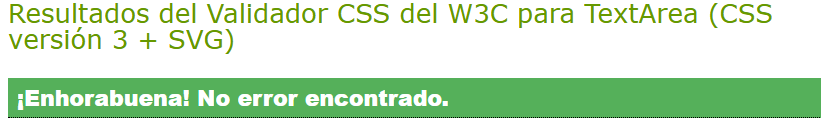 Resultados del Validador CSS del W3C para TextArea (CSS
versión 3 + SVG)
¡Enhorabuena! No error encontrado.